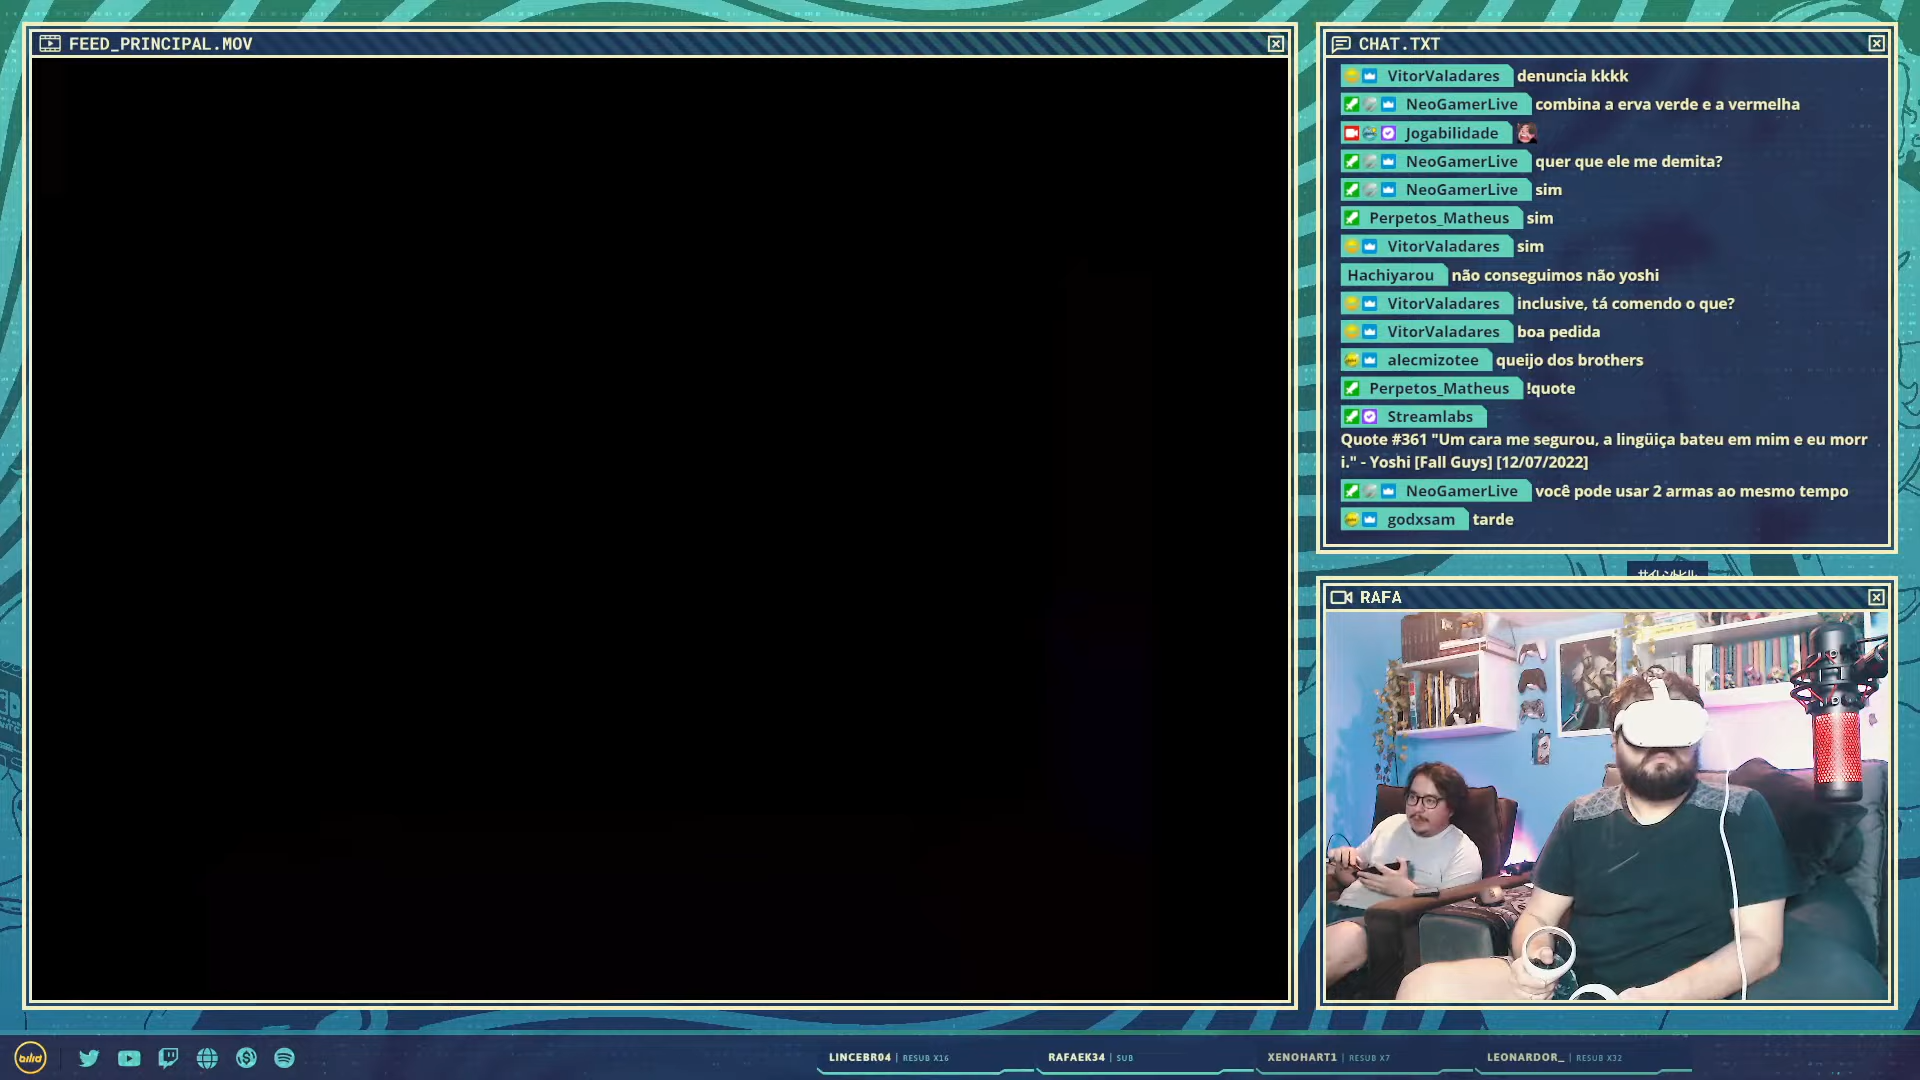 FEED_PRINCIPAL.MOV
CHAT.TXT
VitorValadares denuncia kkkk
NeoGamerLive combina a erva verde e a vermelha
Jogabilidade
NeoGamerLive quer que ele me demita?
NeoGamerLive sim
Perpetos_Matheus sim
VitorValadares sim
Hachiyarou não conseguimos não yoshi
VitorValadares inclusive, tá comendo o que?
VitorValadares boa pedida
alecmizotee queijo dos brothers
Perpetos_Matheus !quote
Streamlabs
Quote #361 "Um cara me segurou, a lingüiça bateu em mim e eu morr
i." - Yoshi [Fall Guys] [12/07/2022]
NeoGamerLive você pode usar 2 armas ao mesmo tempo
godxsam tarde
RAFA
LINCEBR04 | RESUB X16
RAFAEK34 | SUB
XENOHART1 | RESUB X7
LEONARDOR_ | RESUB X32